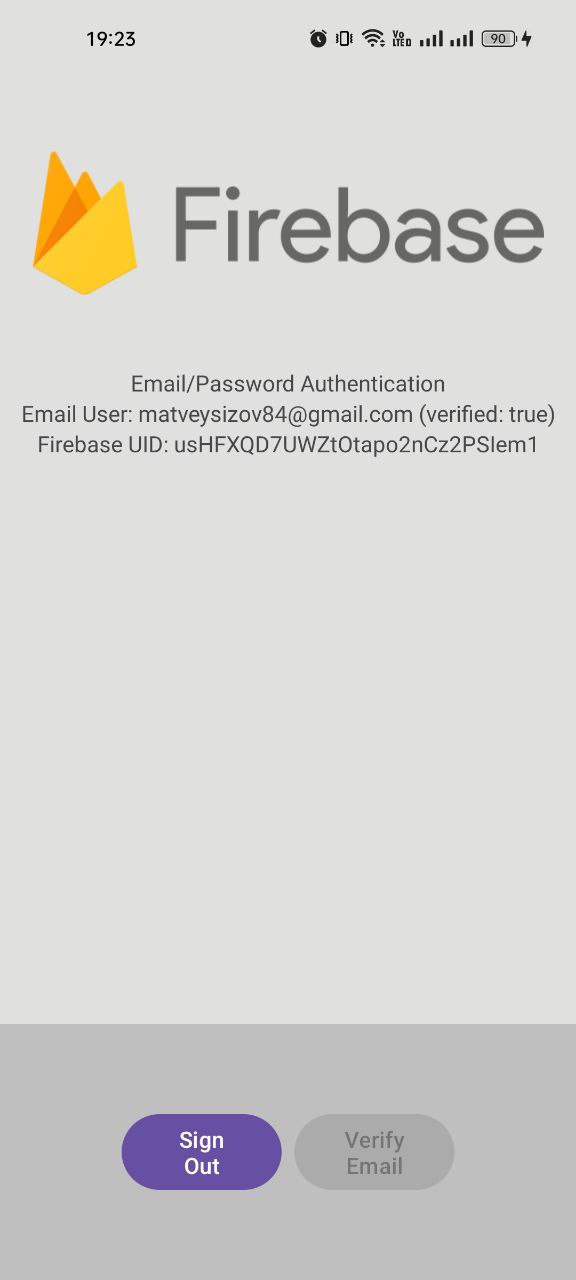 19:23
Vo
LTE
90
Firebase
Email/Password Authentication
Email User: matveysizov84@gmail.com (verified: true)
Firebase UID: usHFXQD7UWZtOtapo2nCz2PSlem1
Sign
Out
Verify
Email